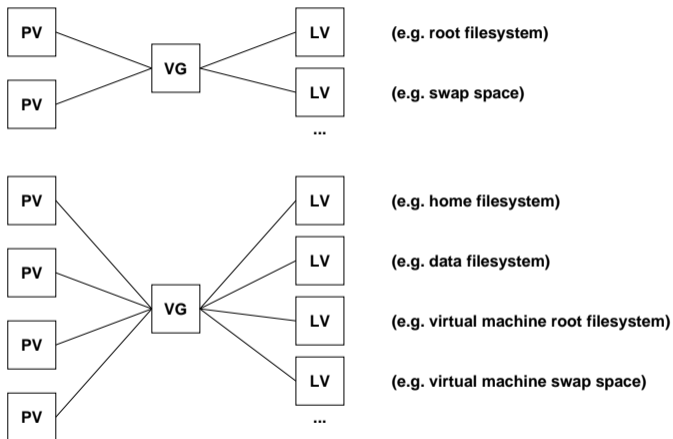 PV
LV (e.g. root filesystem)
VG
PV
LV (e.g. swap space)
...
PV
LV (e.g. home filesystem)
PV
LV (e.g. data filesystem)
VG
LV (e.g. virtual machine root filesystem)
PV
LV (e.g. virtual machine swap space)
PV
...